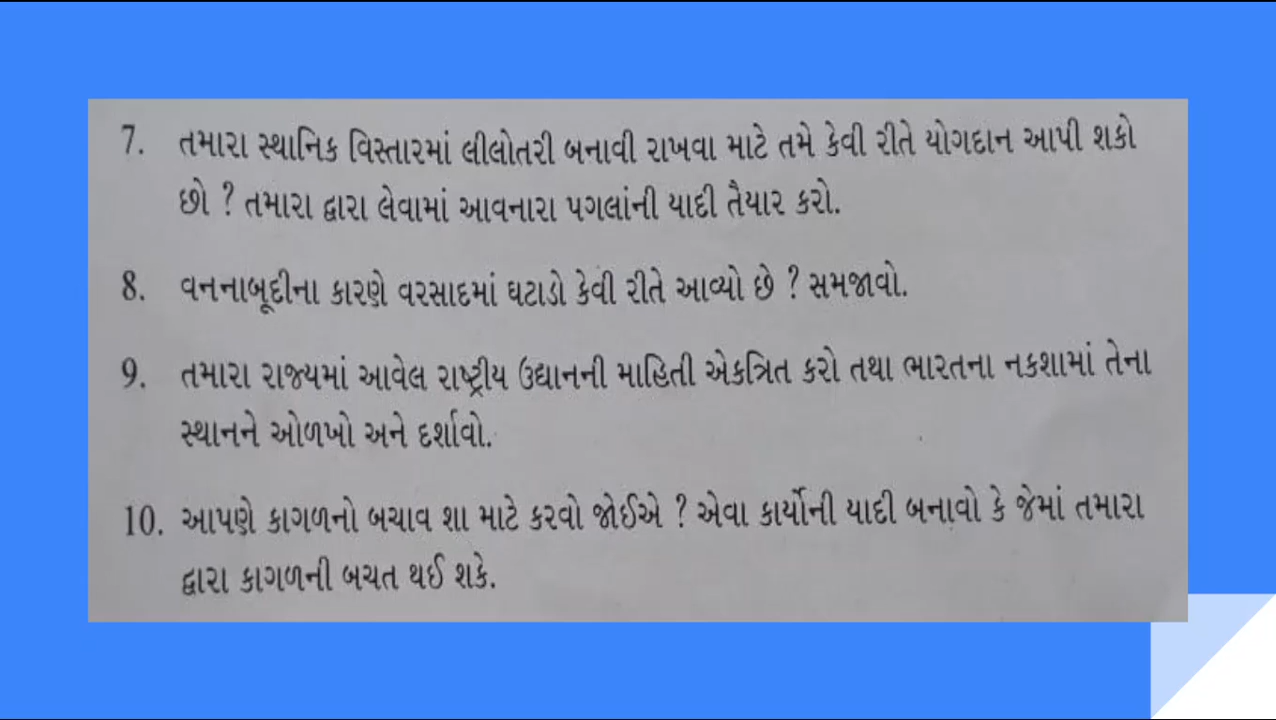 7. તમારા સ્થાનિક વિસ્તારમાં લીલોતરી બનાવી રાખવા માટે તમે કેવી રીતે યોગદાન આપી શકો
છો ? તમારા દ્વારા લેવામાં આવનારા પગલાંની યાદી તૈયાર કરો.
8. વનનાબૂદીના કારણે વરસાદમાં ઘટાડો કેવી રીતે આવ્યો છે ? સમજાવો.
9. તમારા રાજ્યમાં આવેલ રાષ્ટ્રીય ઉદ્યાનની માહિતી એકત્રિત કરો તથા ભારતના નકશામાં તેના
સ્થાનને ઓળખો અને દર્શાવો.
10. આપણે કાગળનો બચાવ શા માટે કરવો જોઈએ ? એવા કાર્યોની યાદી બનાવો કે જેમાં તમારા
દ્વારા કાગળની બચત થઈ શકે.